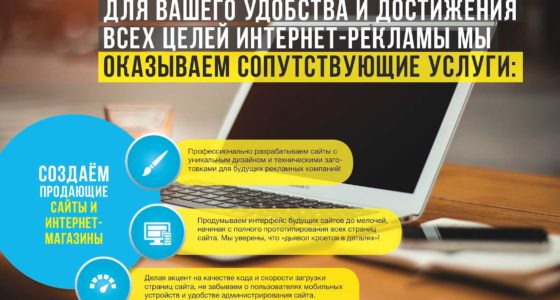 ДЛЯ ВАШЕГО УДОБСТВА И ДОСТИЖЕНИЯ
ВСЕХ ЦЕЛЕЙ ИНТЕРНЕТ-РЕКЛАМЫ МЫ
ОКАЗЫВАЕМ СОПУТСТВУЮЩИЕ УСЛУГИ:
СОЗДАЁМ
ПРОДАЮЩИЕ
САЙТЫ И
ИНТЕРНЕТ-
МАГАЗИНЫ
Профессионально разрабатываем сайты с
уникальным дизайном и техническими заго-
товками для будущих рекламных компаний!
Продумываем интерфейс будущих сайтов до мелочей,
начиная с полного прототипирования всех страниц
сайта. Мы уверены, что «дьявол кроется в деталях»!
Делая акцент на качестве кода и скорости загрузки
страниц сайта, не забываем о пользователях мобильных
устройств и удобстве администрирования сайта.